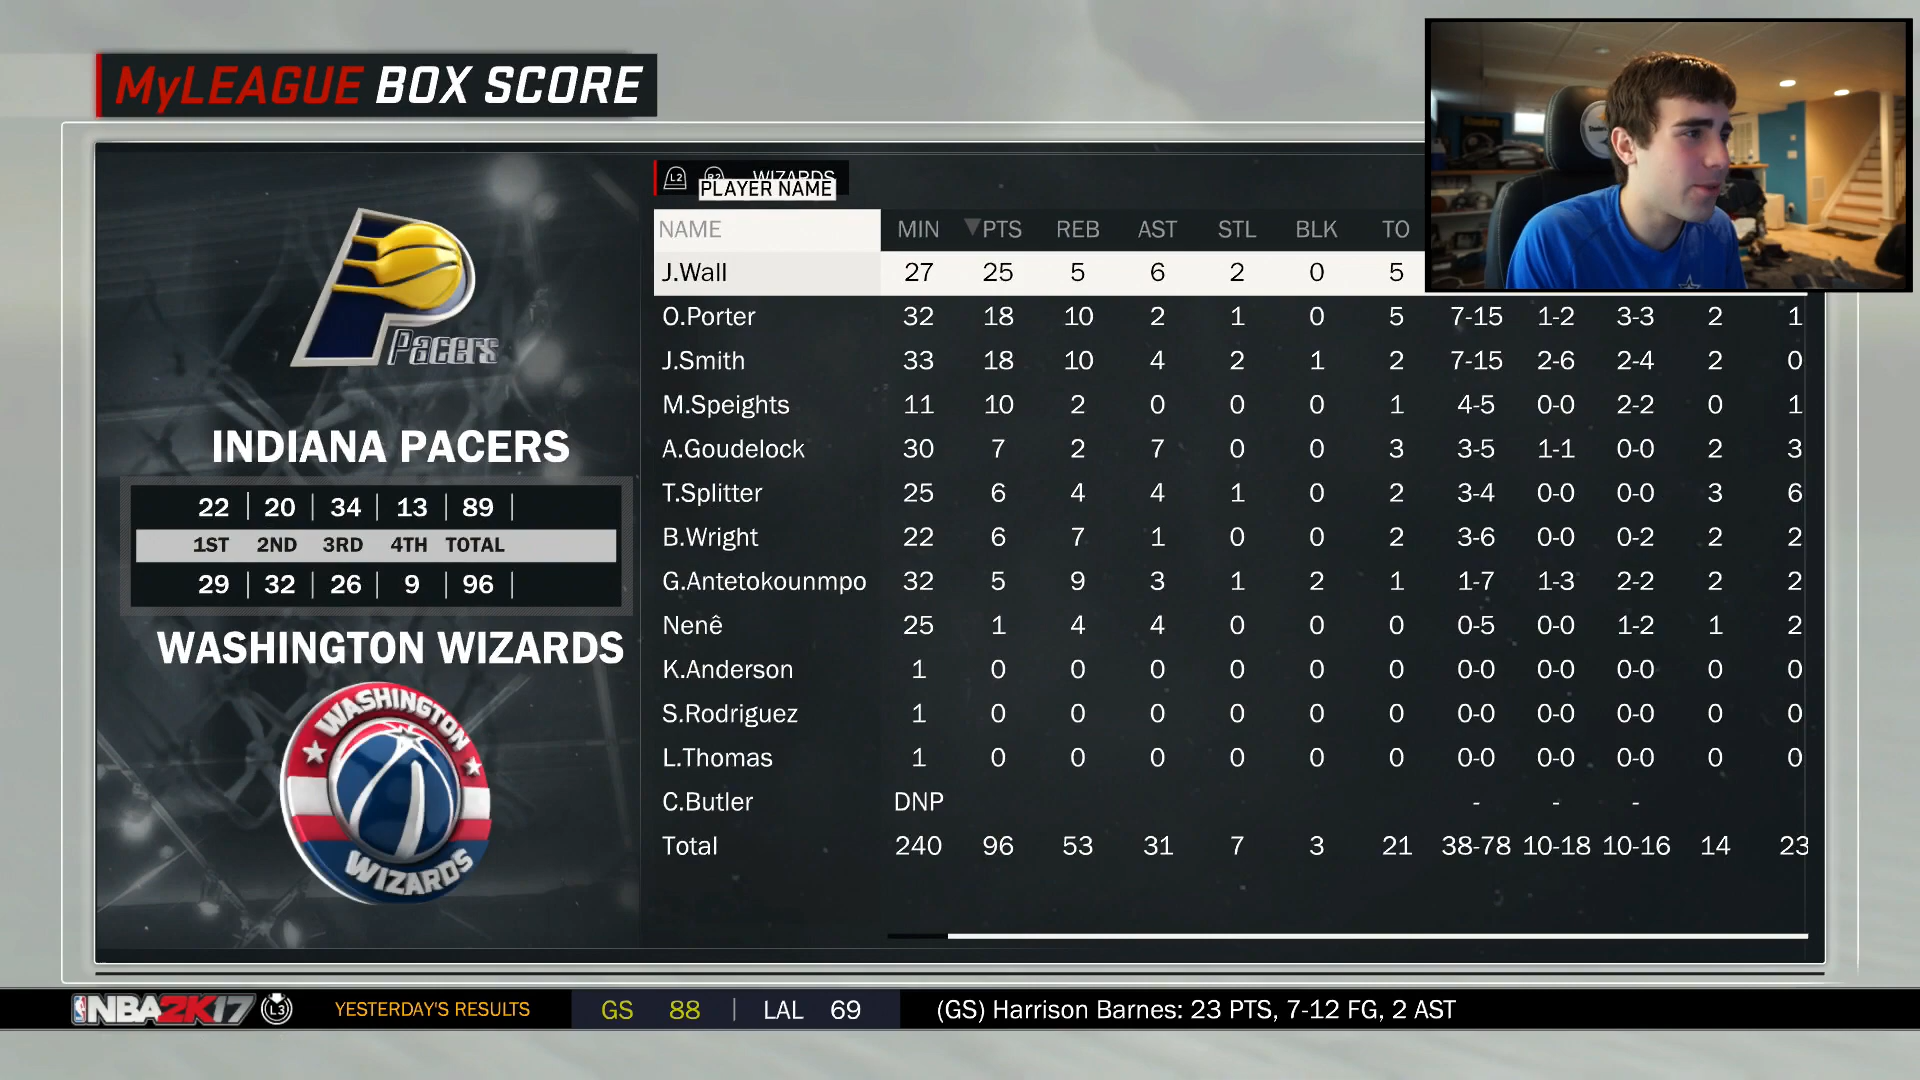 MyLEAGUE BOX SCORE
L2 R2 WIZARDS
PLAYER NAME
NAME MIN PTS REB AST STL BLK TO
J.Wall 27 25 5 6 2 0 5
O.Porter 32 18 10 2 1 0 5 7-15 1-2 3-3 2 1
J.Smith 33 18 10 4 2 1 2 7-15 2-6 2-4 2 0
M.Speights 11 10 2 0 0 0 1 4-5 0-0 2-2 0 1
A.Goudelock 30 7 2 7 0 0 3 3-5 1-1 0-0 2 3
T.Splitter 25 6 4 4 1 0 2 3-4 0-0 0-0 3 6
B.Wright 22 6 7 1 0 0 2 3-6 0-0 0-2 2 2
G.Antetokounmpo 32 5 9 3 1 2 1 1-7 1-3 2-2 2 2
Nenê 25 1 4 4 0 0 0 0-5 0-0 1-2 1 2
K.Anderson 1 0 0 0 0 0 0 0-0 0-0 0-0 0 0
S.Rodriguez 1 0 0 0 0 0 0 0-0 0-0 0-0 0 0
L.Thomas 1 0 0 0 0 0 0 0-0 0-0 0-0 0 0
C.Butler DNP - - -
Total 240 96 53 31 7 3 21 38-78 10-18 10-16 14 23
Pacers
INDIANA PACERS
22 | 20 | 34 | 13 | 89 |
1ST 2ND 3RD 4TH TOTAL
29 | 32 | 26 | 9 | 96 |
WASHINGTON WIZARDS
WASHINGTON
WIZARDS
NBA2K17 L3 YESTERDAY'S RESULTS GS 88 | LAL 69 (GS) Harrison Barnes: 23 PTS, 7-12 FG, 2 AST